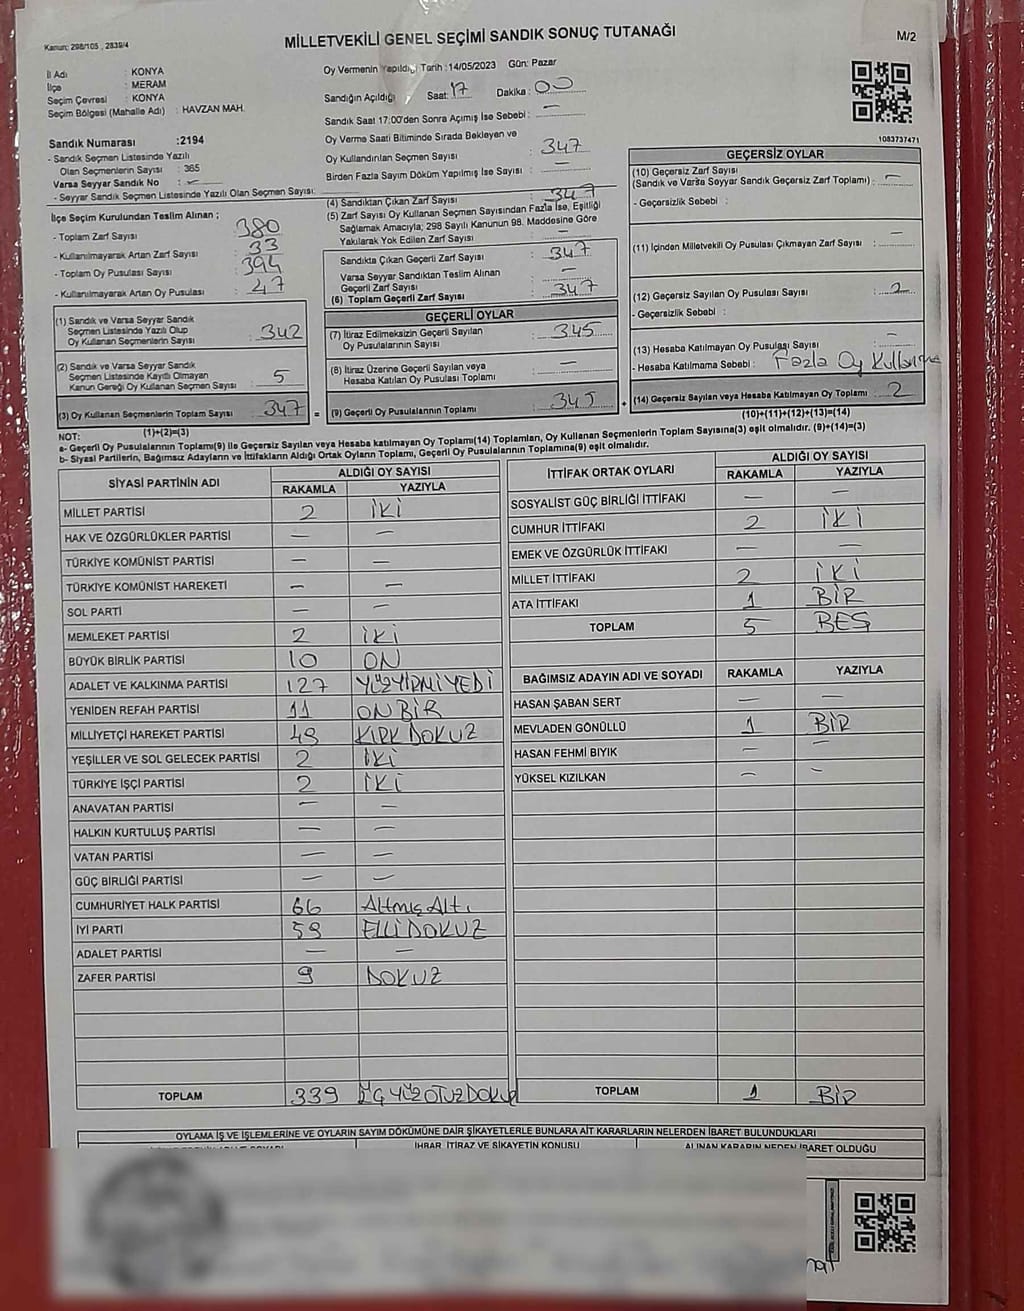 Kanun: 298/105 , 2839/4
MİLLETVEKİLİ GENEL SEÇİMİ SANDIK SONUÇ TUTANAĞI
M/2
İl Adı : KONYA
İlçe : MERAM
Seçim Çevresi : KONYA
Seçim Bölgesi (Mahalle Adı) : HAVZAN MAH.
Sandık Numarası :2194
- Sandık Seçmen Listesinde Yazılı
Olan Seçmenlerin Sayısı : 365
Varsa Seyyar Sandık No : —
- Seyyar Sandık Seçmen Listesinde Yazılı Olan Seçmen Sayısı:
Oy Vermenin Yapıldığı Tarih :14/05/2023 Gün: Pazar
Sandığın Açıldığı Saat: 17 Dakika : 00
Sandık Saat 17:00'den Sonra Açımış İse Sebebi : —
Oy Verme Saati Bitiminde Sırada Bekleyen ve
Oy Kullandırılan Seçmen Sayısı : 347
Birden Fazla Sayım Döküm Yapılmış İse Sayısı : —
1083737471
İlçe Seçim Kurulundan Teslim Alınan ;
- Toplam Zarf Sayısı : 380
- Kullanılmayarak Artan Zarf Sayısı : 33
- Toplam Oy Pusulası Sayısı : 394
- Kullanılmayarak Artan Oy Pusulası : 47
(1) Sandık ve Varsa Seyyar Sandık
Seçmen Listesinde Yazılı Olup
Oy Kullanan Seçmenlerin Sayısı : 342
(2) Sandık ve Varsa Seyyar Sandık
Seçmen Listesinde Kayıtlı Olmayan
Kanun Gereği Oy Kullanan Seçmen Sayısı : 5
(3) Oy Kullanan Seçmenlerin Toplam Sayısı : 347
(1)+(2)=(3)
(4) Sandıktan Çıkan Zarf Sayısı : 347
(5) Zarf Sayısı Oy Kullanan Seçmen Sayısından Fazla İse, Eşitliği
Sağlamak Amacıyla; 298 Sayılı Kanunun 98. Maddesine Göre
Yakılarak Yok Edilen Zarf Sayısı : —
Sandıkta Çıkan Geçerli Zarf Sayısı : 347
Varsa Seyyar Sandıktan Teslim Alınan
Geçerli Zarf Sayısı : —
(6) Toplam Geçerli Zarf Sayısı : 347
GEÇERLİ OYLAR
(7) İtiraz Edilmeksizin Geçerli Sayılan
Oy Pusulalarının Sayısı : 345
(8) İtiraz Üzerine Geçerli Sayılan veya
Hesaba Katılan Oy Pusulası Toplamı : —
= (9) Geçerli Oy Pusulalarının Toplamı : 345 +
GEÇERSİZ OYLAR
(10) Geçersiz Zarf Sayısı
(Sandık ve Varsa Seyyar Sandık Geçersiz Zarf Toplamı) : —
- Geçersizlik Sebebi :
(11) İçinden Milletvekili Oy Pusulası Çıkmayan Zarf Sayısı : —
(12) Geçersiz Sayılan Oy Pusulası Sayısı : 2
- Geçersizlik Sebebi :
(13) Hesaba Katılmayan Oy Pusulası Sayısı : —
- Hesaba Katılmama Sebebi : Fazla Oy Kullanma
(14) Geçersiz Sayılan veya Hesaba Katılmayan Oy Toplamı : 2
(10)+(11)+(12)+(13)=(14)
NOT:
a- Geçerli Oy Pusulalarının Toplamı(9) ile Geçersiz Sayılan veya Hesaba katılmayan Oy Toplamı(14) Toplamları, Oy Kullanan Seçmenlerin Toplam Sayısına(3) eşit olmalıdır. (9)+(14)=(3)
b- Siyasi Partilerin, Bağımsız Adayların ve İttifakların Aldığı Ortak Oyların Toplamı, Geçerli Oy Pusulalarının Toplamına(9) eşit olmalıdır.
SİYASİ PARTİNİN ADI ALDIĞI OY SAYISI
RAKAMLA YAZIYLA
MİLLET PARTİSİ 2 İKİ
HAK VE ÖZGÜRLÜKLER PARTİSİ — —
TÜRKİYE KOMÜNİST PARTİSİ — —
TÜRKİYE KOMÜNİST HAREKETİ — —
SOL PARTİ — —
MEMLEKET PARTİSİ 2 İKİ
BÜYÜK BİRLİK PARTİSİ 10 ON
ADALET VE KALKINMA PARTİSİ 127 YÜZYİRMİYEDİ
YENİDEN REFAH PARTİSİ 11 ONBİR
MİLLİYETÇİ HAREKET PARTİSİ 49 KIRK DOKUZ
YEŞİLLER VE SOL GELECEK PARTİSİ 2 İKİ
TÜRKİYE İŞÇİ PARTİSİ 2 İKİ
ANAVATAN PARTİSİ — —
HALKIN KURTULUŞ PARTİSİ — —
VATAN PARTİSİ — —
GÜÇ BİRLİĞİ PARTİSİ — —
CUMHURİYET HALK PARTİSİ 66 Altmış Altı
İYİ PARTİ 59 ELLİ DOKUZ
ADALET PARTİSİ — —
ZAFER PARTİSİ 9 DOKUZ
TOPLAM 339 ÜÇ YÜZ OTUZ DOKUZ
İTTİFAK ORTAK OYLARI ALDIĞI OY SAYISI
RAKAMLA YAZIYLA
SOSYALİST GÜÇ BİRLİĞİ İTTİFAKI — —
CUMHUR İTTİFAKI 2 İKİ
EMEK VE ÖZGÜRLÜK İTTİFAKI — —
MİLLET İTTİFAKI 2 İKİ
ATA İTTİFAKI 1 BİR
TOPLAM 5 BEŞ
BAĞIMSIZ ADAYIN ADI VE SOYADI RAKAMLA YAZIYLA
HASAN ŞABAN SERT — —
MEVLADEN GÖNÜLLÜ 1 BİR
HASAN FEHMİ BIYIK — —
YÜKSEL KIZILKAN — —
TOPLAM 1 BİR
OYLAMA İŞ VE İŞLEMLERİNE VE OYLARIN SAYIM DÖKÜMÜNE DAİR ŞİKAYETLERLE BUNLARA AİT KARARLARIN NELERDEN İBARET BULUNDUKLARI
İHBAR, İTİRAZ VE ŞİKAYETİN KONUSU ALINAN KARARIN NEDEN İBARET OLDUĞU